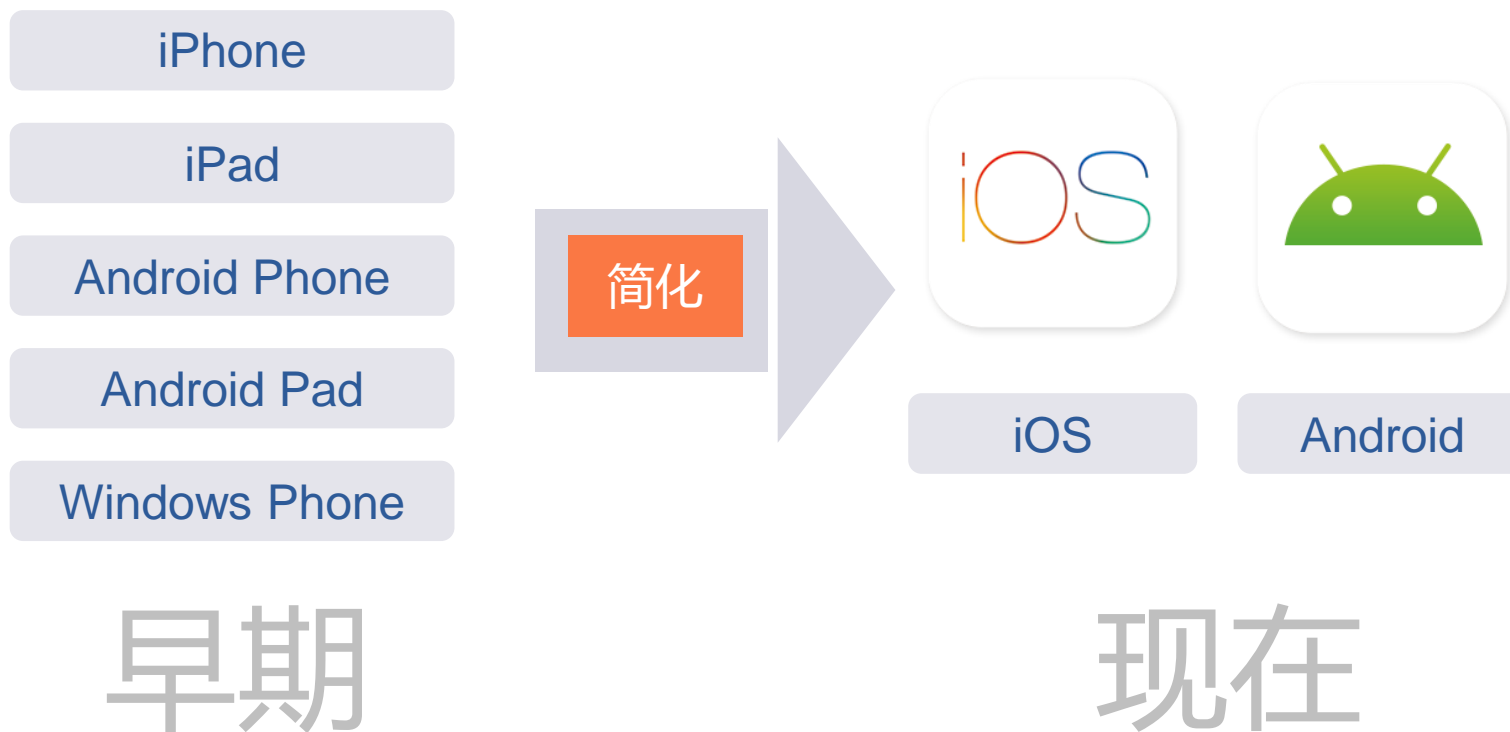 iPhone
iPad
Android Phone
Android Pad
Windows Phone
早期
简化
iOS
iOS
Android
现在